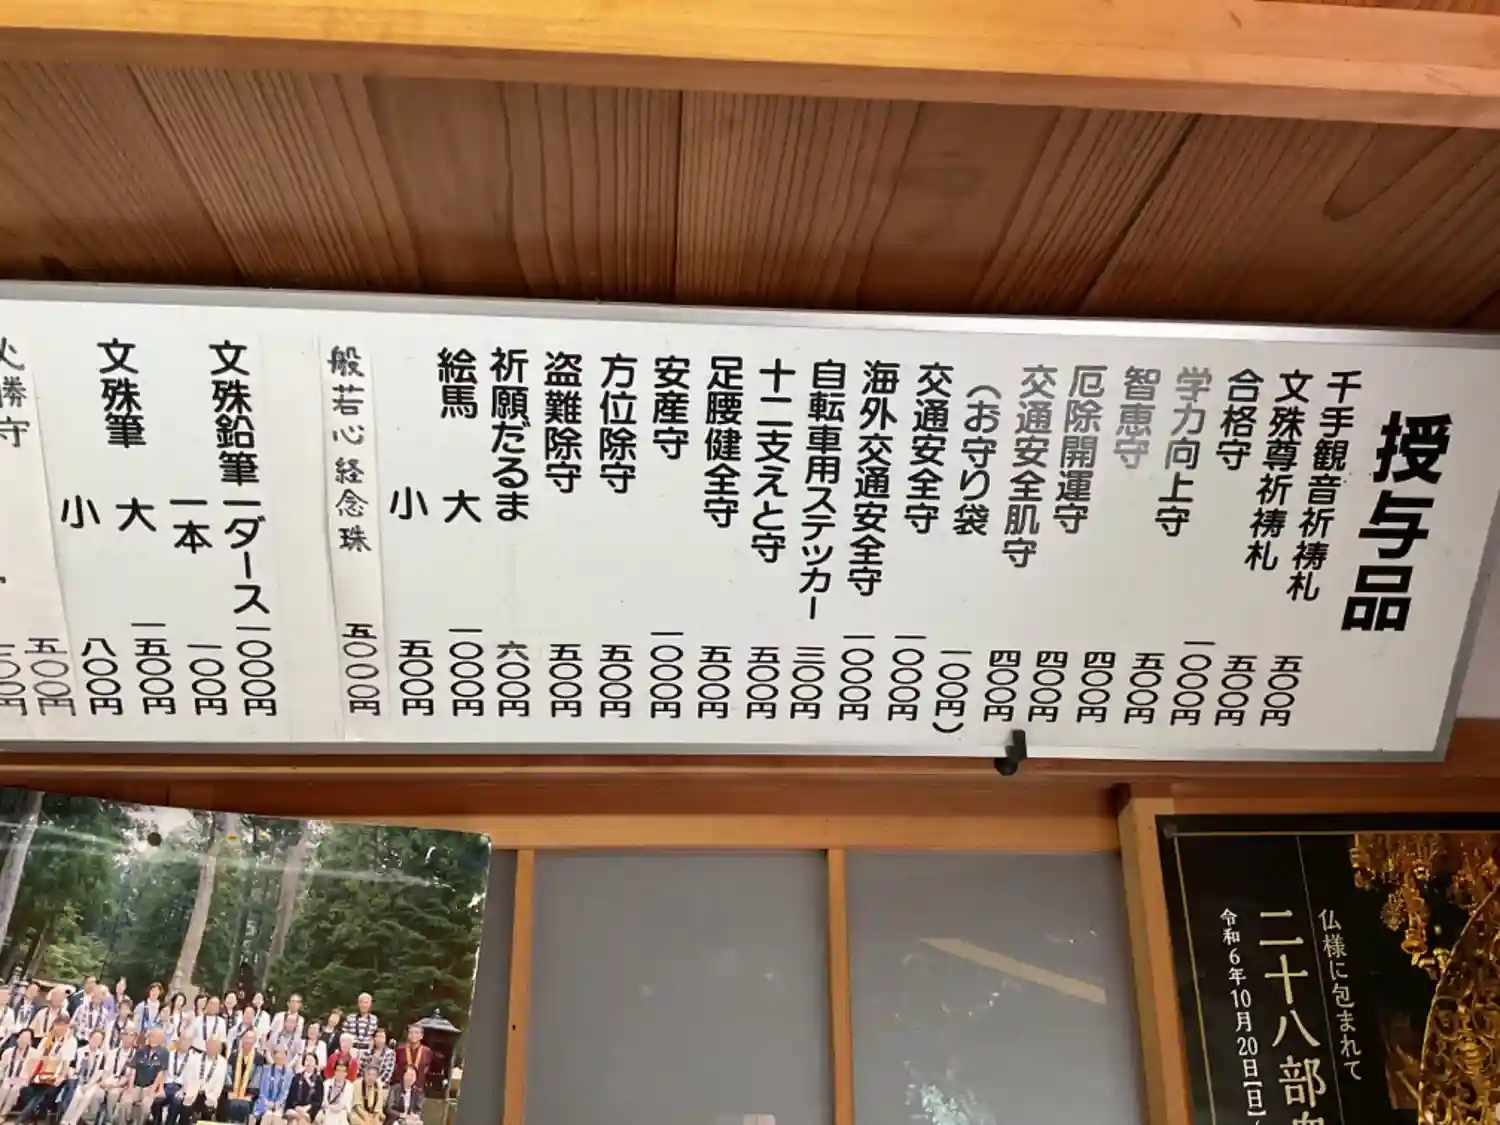 授与品
千手観音祈祷札 五〇〇円
文殊尊祈祷札 五〇〇円
合格守 一〇〇〇円
学力向上守 五〇〇円
智恵守 四〇〇円
厄除開運守 四〇〇円
交通安全肌守 四〇〇円
(お守り袋 一〇〇円)
交通安全守 一〇〇〇円
海外交通安全守 一〇〇〇円
自転車用ステッカー 三〇〇円
十二支えと守 五〇〇円
足腰健全守 五〇〇円
安産守 一〇〇〇円
方位除守 五〇〇円
盗難除守 五〇〇円
祈願だるま 六〇〇円
絵馬 大 一〇〇〇円
小 五〇〇円
般若心経念珠 五〇〇〇円
文殊鉛筆 一ダース 一〇〇〇円
一本 一〇〇円
文殊筆 大 一五〇〇円
小 八〇〇円
五〇〇円
勝守
仏様に包まれて
二十八部
令和6年10月20日【日】